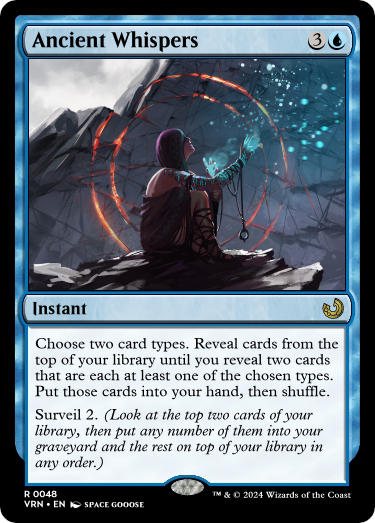 Ancient Whispers 3
Instant
Choose two card types. Reveal cards from the
top of your library until you reveal two cards
that are each at least one of the chosen types.
Put those cards into your hand, then shuffle.
Surveil 2. (Look at the top two cards of your
library, then put any number of them into your
graveyard and the rest on top of your library in
any order.)
R 0048
VRN • EN SPACE GOOOSE
™ & © 2024 Wizards of the Coast